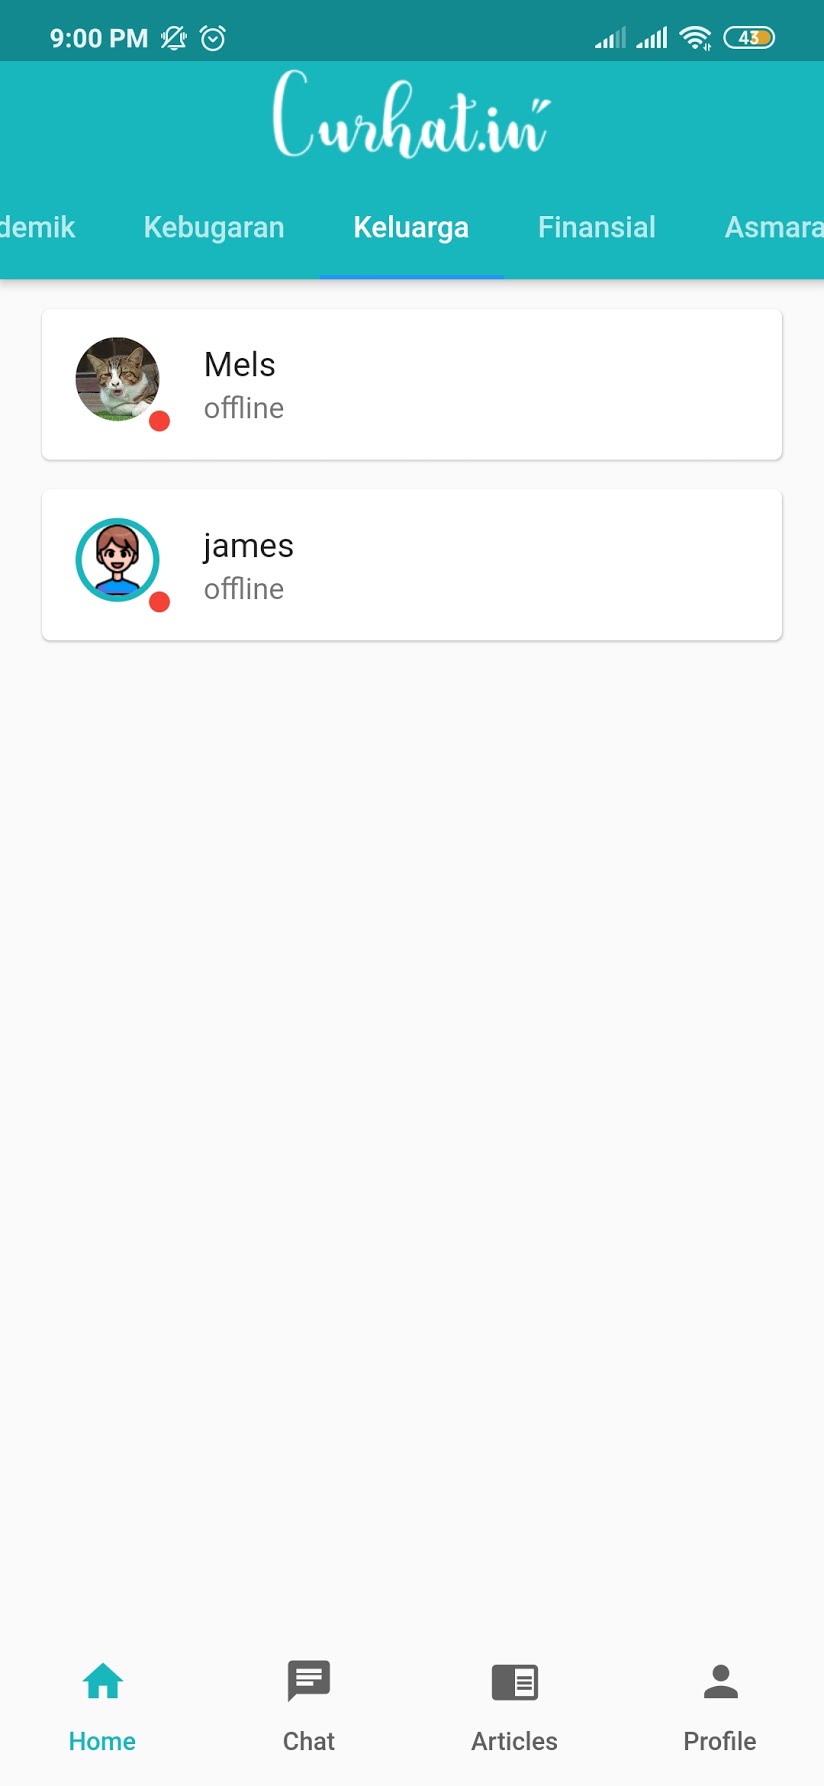 9:00 PM 43
Curhat.in"
demik Kebugaran Keluarga Finansial Asmara
Mels
offline
james
offline
Home Chat Articles Profile